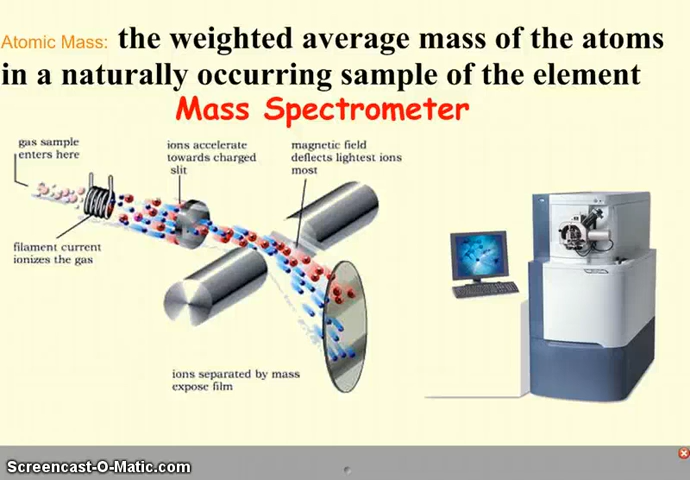 Atomic Mass: the weighted average mass of the atoms
in a naturally occurring sample of the element
Mass Spectrometer
gas sample
enters here
ions accelerate
towards charged
slit
magnetic field
deflects lightest ions
most
filament current
ionizes the gas
ions separated by mass
expose film
Screencast-O-Matic.com